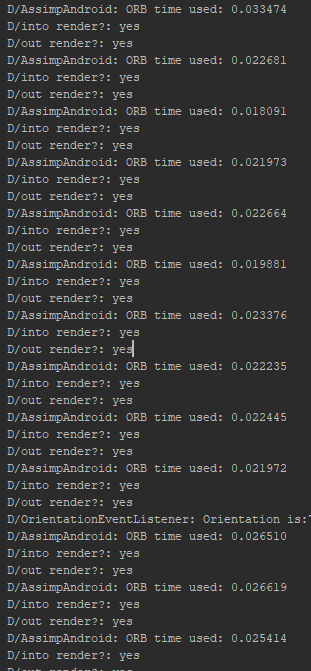 D/AssimpAndroid: ORB time used: 0.033474
D/into render?: yes
D/out render?: yes
D/AssimpAndroid: ORB time used: 0.022681
D/into render?: yes
D/out render?: yes
D/AssimpAndroid: ORB time used: 0.018091
D/into render?: yes
D/out render?: yes
D/AssimpAndroid: ORB time used: 0.021973
D/into render?: yes
D/out render?: yes
D/AssimpAndroid: ORB time used: 0.022664
D/into render?: yes
D/out render?: yes
D/AssimpAndroid: ORB time used: 0.019881
D/into render?: yes
D/out render?: yes
D/AssimpAndroid: ORB time used: 0.023376
D/into render?: yes
D/out render?: yes
D/AssimpAndroid: ORB time used: 0.022235
D/into render?: yes
D/out render?: yes
D/AssimpAndroid: ORB time used: 0.022445
D/into render?: yes
D/out render?: yes
D/AssimpAndroid: ORB time used: 0.021972
D/into render?: yes
D/out render?: yes
D/OrientationEventListener: Orientation is:
D/AssimpAndroid: ORB time used: 0.026510
D/into render?: yes
D/out render?: yes
D/AssimpAndroid: ORB time used: 0.026619
D/into render?: yes
D/out render?: yes
D/AssimpAndroid: ORB time used: 0.025414
D/into render?: yes
D/out render?: yes